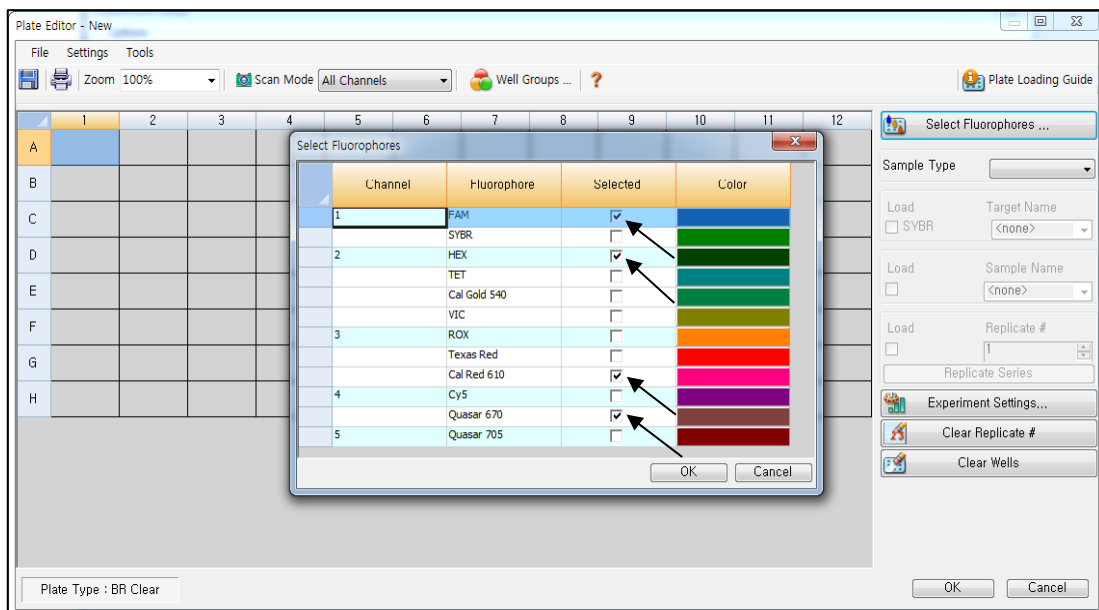 Plate Editor - New
File Settings Tools
Zoom 100% Scan Mode All Channels Well Groups ... ? Plate Loading Guide
1 2 3 4 5 6 7 8 9 10 11 12
A
B
C
D
E
F
G
H
Select Fluorophores
Channel Fluorophore Selected Color
1 FAM
SYBR
2 HEX
TET
Cal Gold 540
VIC
3 ROX
Texas Red
Cal Red 610
4 Cy5
Quasar 670
5 Quasar 705
OK Cancel
Select Fluorophores ...
Sample Type
Load Target Name
SYBR <none>
Load Sample Name
<none>
Load Replicate #
1
Replicate Series
Experiment Settings...
Clear Replicate #
Clear Wells
Plate Type : BR Clear
OK Cancel